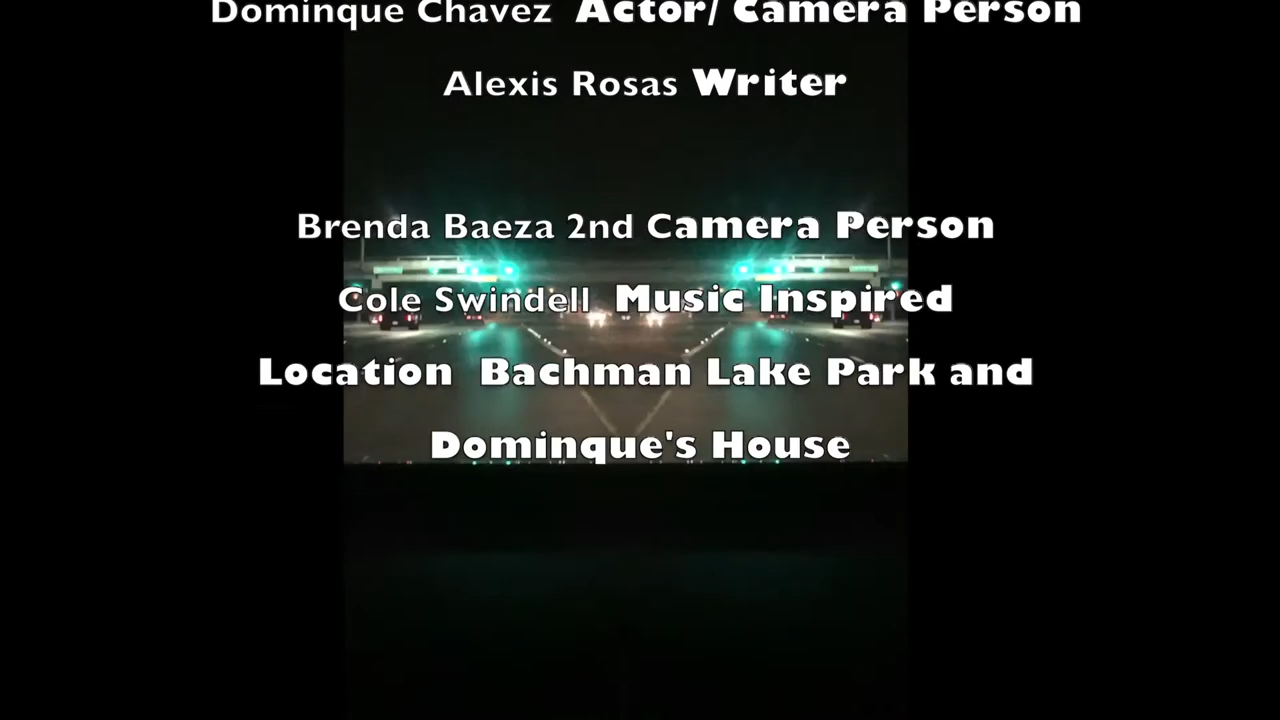 Dominque Chavez Actor/ Camera Person
Alexis Rosas Writer
Brenda Baeza 2nd Camera Person
Cole Swindell Music Inspired
Location Bachman Lake Park and
Dominque's House